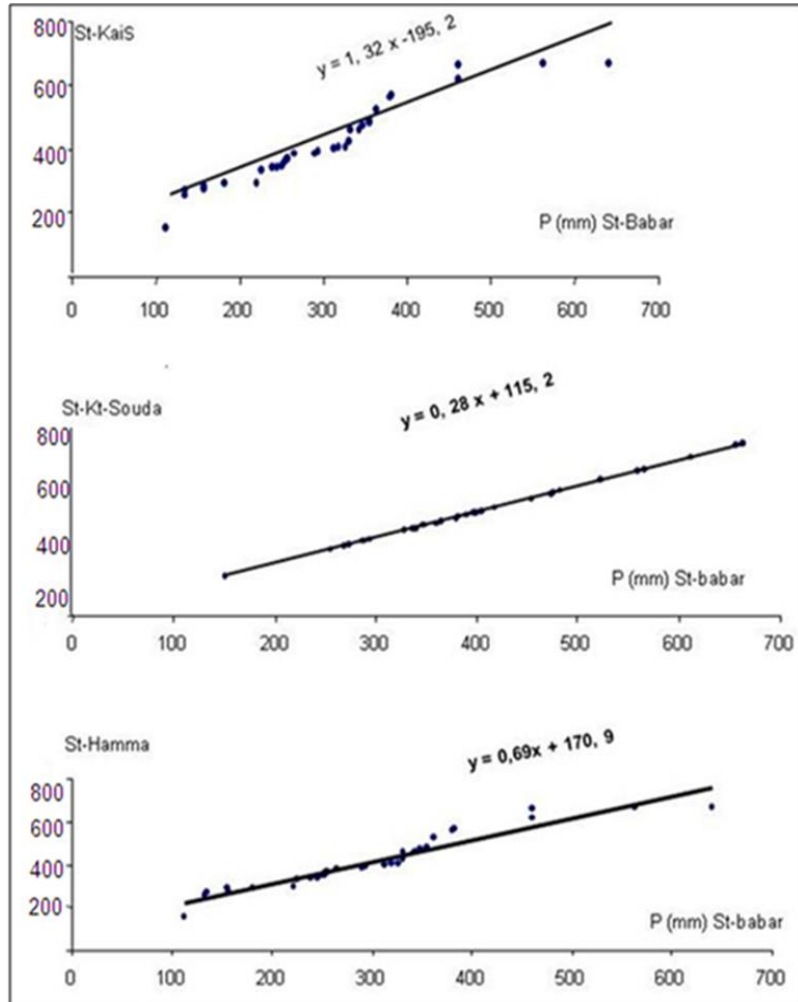 800
St-KaiS
y = 1, 32 x -195, 2
600
400
200
P (mm) St-Babar
0 100 200 300 400 500 600 700
St-Kt-Souda
y = 0, 28 x + 115, 2
800
600
400
200
P (mm) St-babar
0 100 200 300 400 500 600 700
St-Hamma
y = 0,69x + 170, 9
800
600
400
200
P (mm) St-babar
0 100 200 300 400 500 600 700